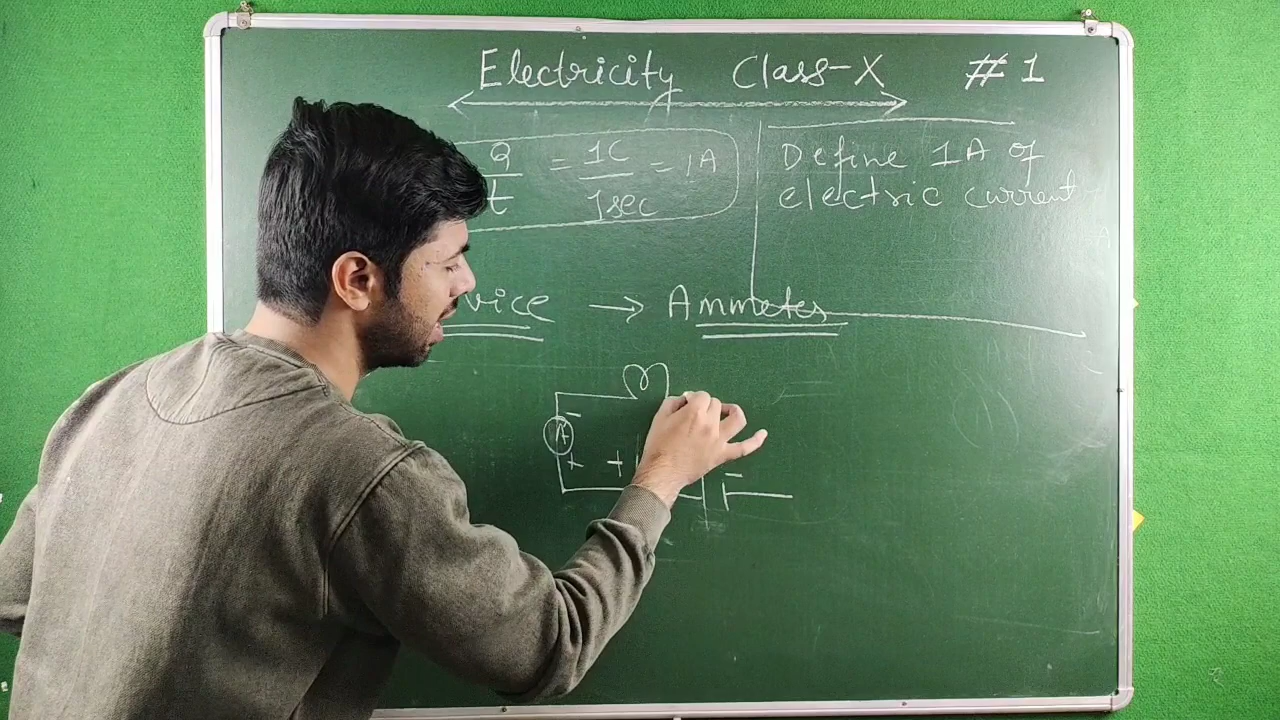 Electricity Class-X #1
Q/t = 1C/1sec = 1A
Define 1A of
electric current
vice → Ammeter
-
A
+ +
-